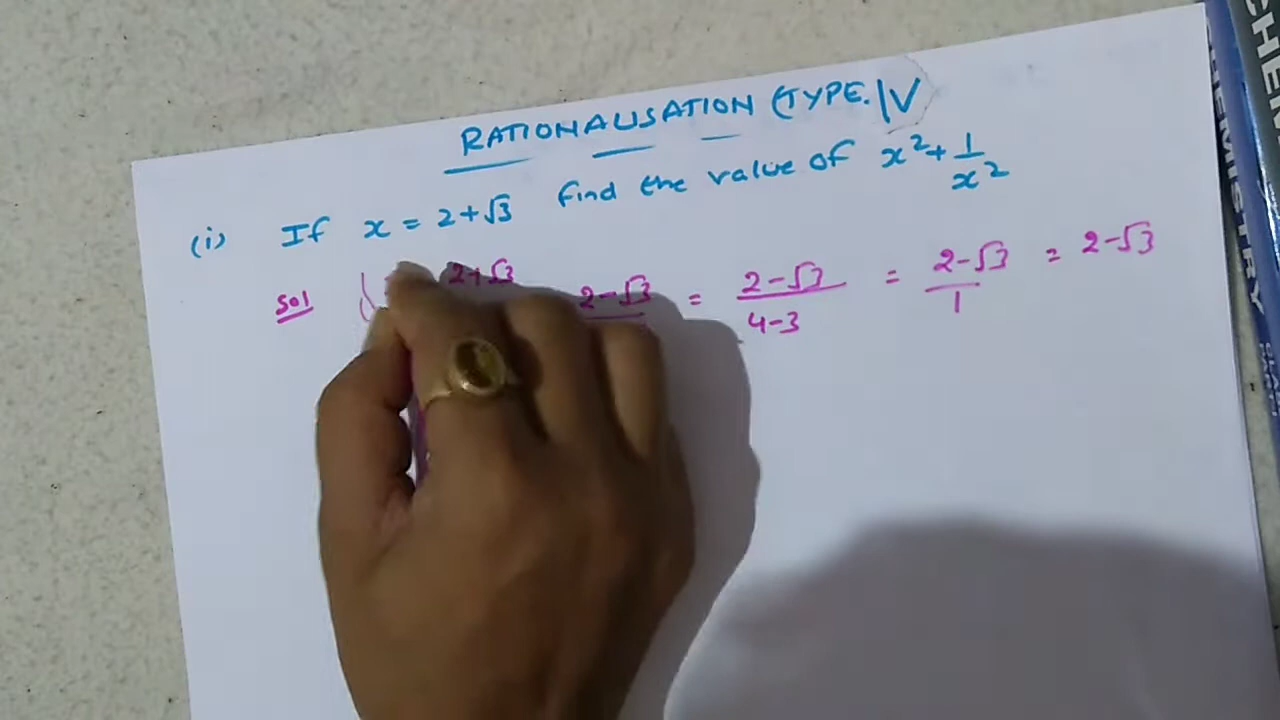 RATIONALISATION (TYPE.IV
(i) If x = 2+√3 find the value of x²+1/x²
Sol 2+√3 2-√3 = 2-√3/4-3 = 2-√3/1 = 2-√3
CHEMISTRY